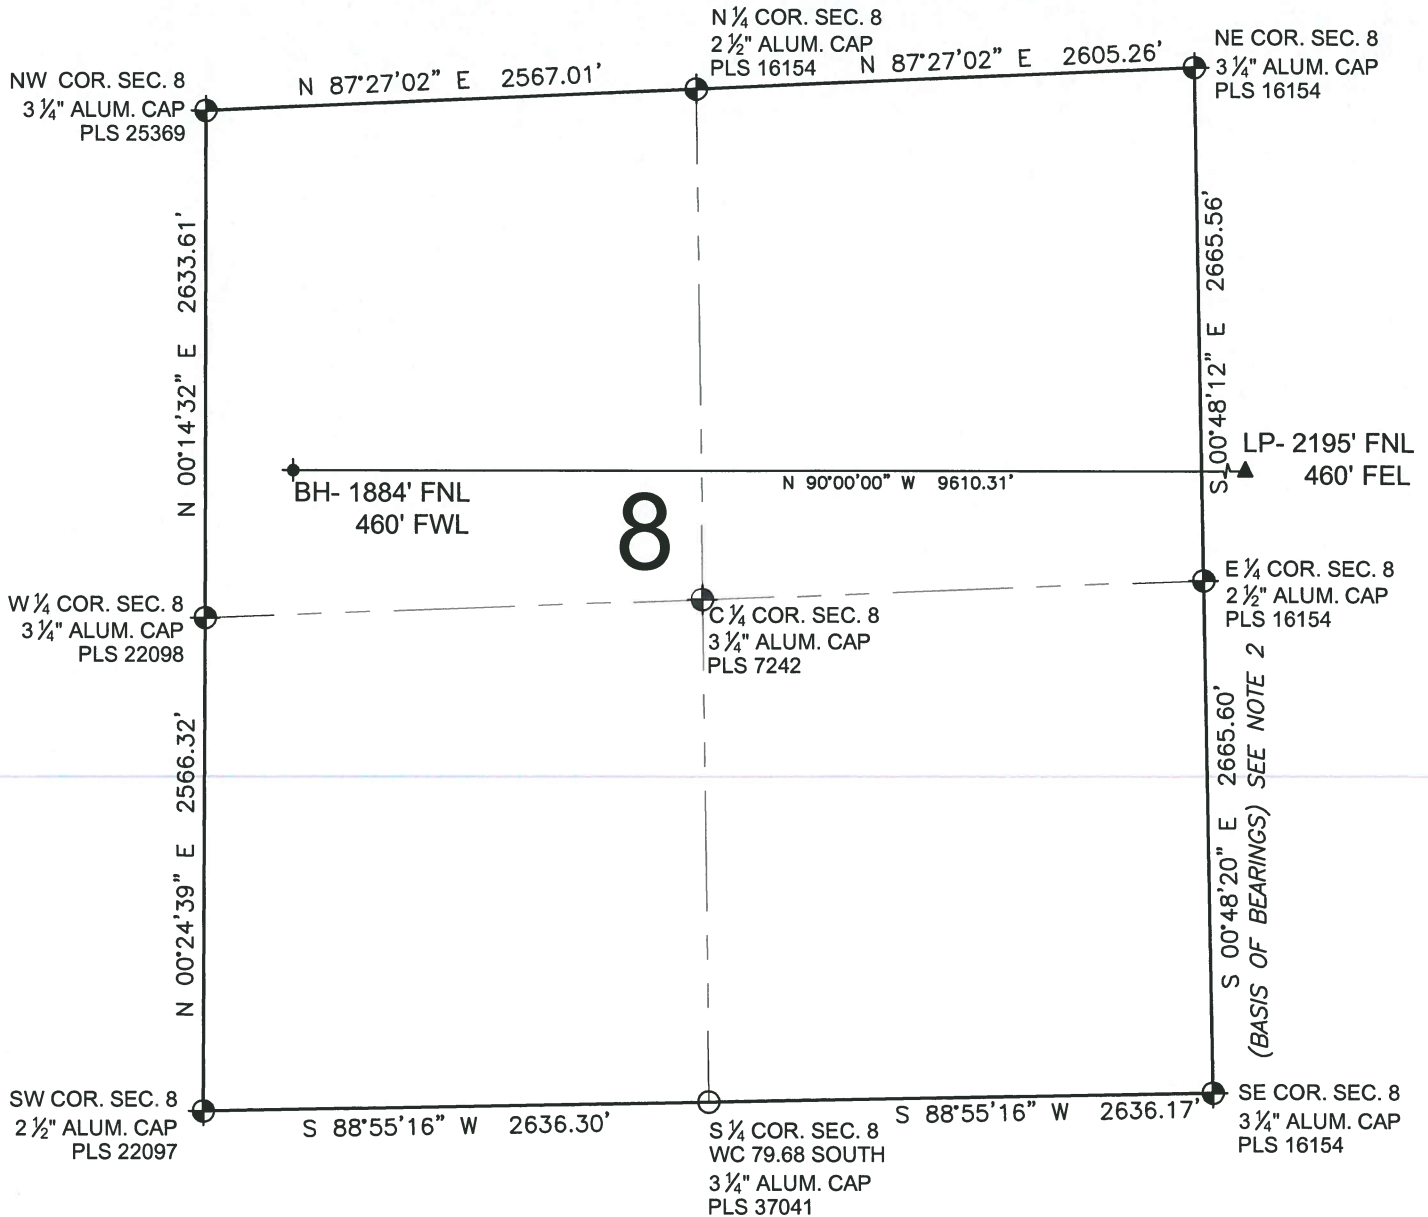 N ¼ COR. SEC. 8
2 ½" ALUM. CAP
PLS 16154
NE COR. SEC. 8
3 ¼" ALUM. CAP
PLS 16154
N 87°27'02" E 2567.01'
N 87°27'02" E 2605.26'
NW COR. SEC. 8
3 ¼" ALUM. CAP
PLS 25369
N 00°14'32" E 2633.61'
S 00°48'12" E 2665.56'
LP- 2195' FNL
460' FEL
N 90°00'00" W 9610.31'
BH- 1884' FNL
460' FWL
8
W ¼ COR. SEC. 8
3 ¼" ALUM. CAP
PLS 22098
C ¼ COR. SEC. 8
3 ¼" ALUM. CAP
PLS 7242
E ¼ COR. SEC. 8
2 ½" ALUM. CAP
PLS 16154
N 00°24'39" E 2566.32'
S 00°48'20" E 2665.60'
(BASIS OF BEARINGS) SEE NOTE 2
SW COR. SEC. 8
2 ½" ALUM. CAP
PLS 22097
S 88°55'16" W 2636.30'
S ¼ COR. SEC. 8
WC 79.68 SOUTH
3 ¼" ALUM. CAP
PLS 37041
S 88°55'16" W 2636.17'
SE COR. SEC. 8
3 ¼" ALUM. CAP
PLS 16154